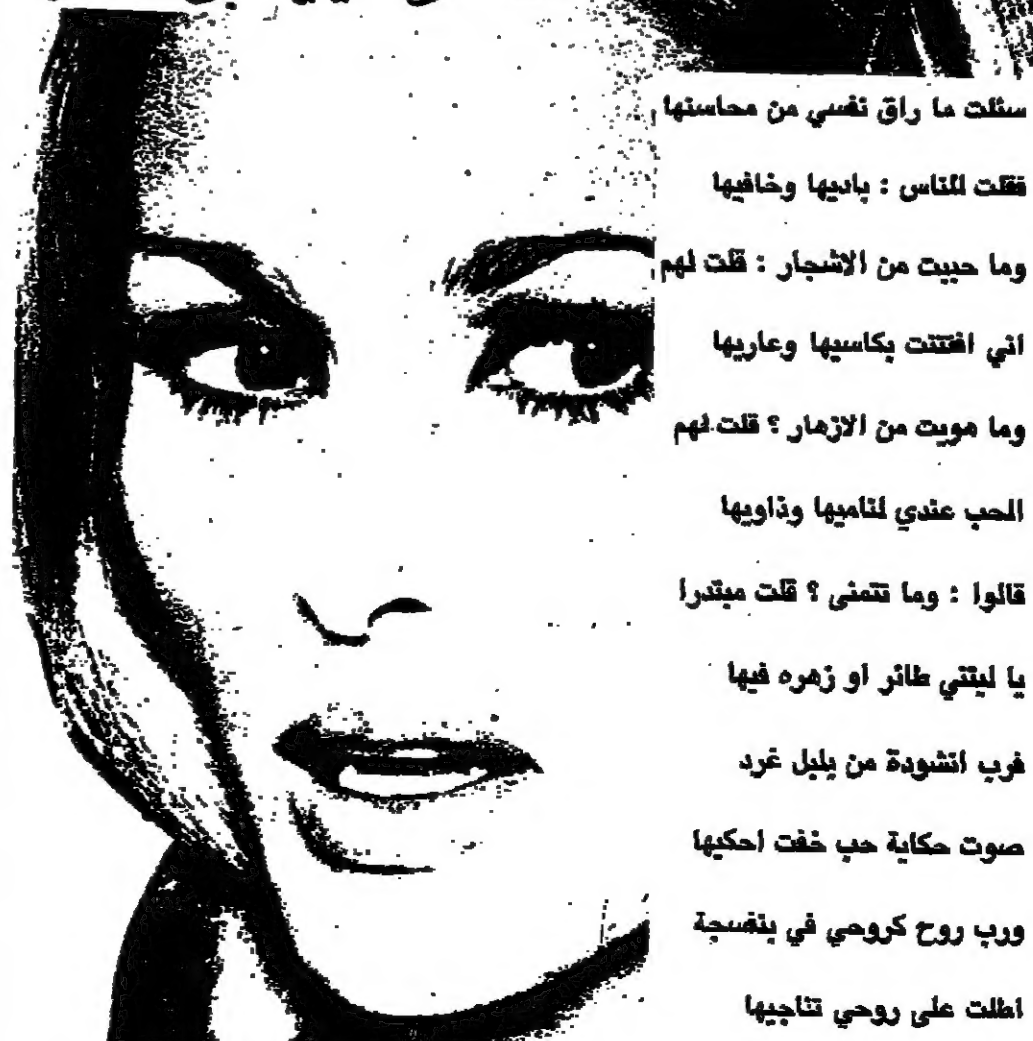 سئلت ما راق نفسي من محاسنها
فقلت للناس : باديها وخافيها
وما حببت من الاشجار : قلت لهم
اني افتتنت بكاسيها وعاريها
وما هويت من الازهار ؟ قلت لهم
الحب عندي لناميها وذاويها
قالوا : وما تتمنى ؟ قلت مبتدرا
يا ليتني طائر او زهره فيها
فرب انشودة من بلبل غرد
صوت حكاية حب خفت احكيها
ورب روح كروحي في بنفسجة
اطلت على روحي تناجيها